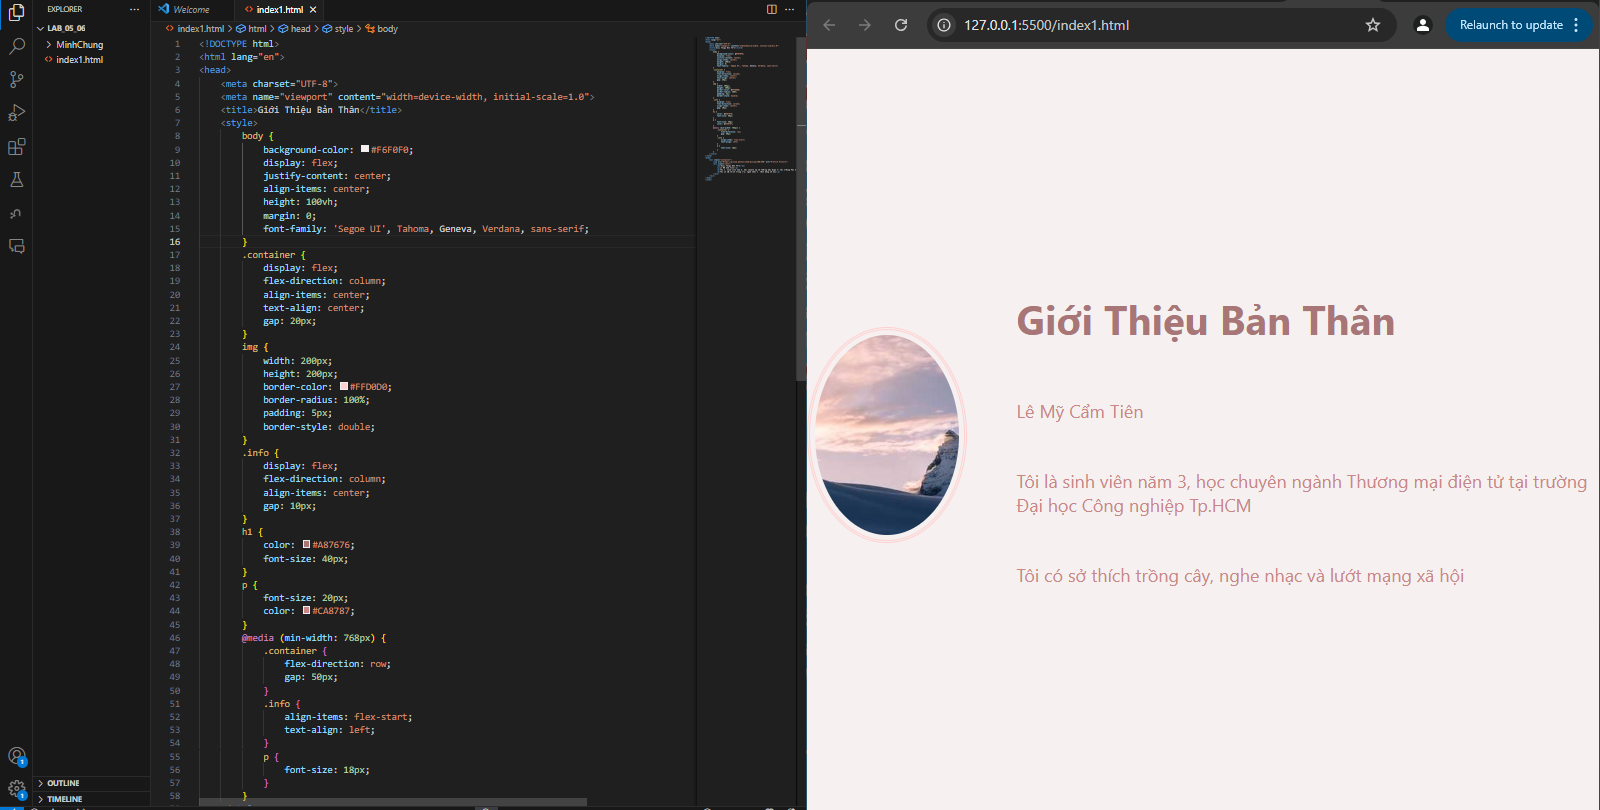 EXPLORER
LAB_05_06
MinhChung
index1.html
OUTLINE
TIMELINE
Welcome
index1.html
index1.html > html > head > style > body
1 <!DOCTYPE html>
2 <html lang="en">
3 <head>
4 <meta charset="UTF-8">
5 <meta name="viewport" content="width=device-width, initial-scale=1.0">
6 <title>Giới Thiệu Bản Thân</title>
7 <style>
8 body {
9 background-color: #F6F0F0;
10 display: flex;
11 justify-content: center;
12 align-items: center;
13 height: 100vh;
14 margin: 0;
15 font-family: 'Segoe UI', Tahoma, Geneva, Verdana, sans-serif;
16 }
17 .container {
18 display: flex;
19 flex-direction: column;
20 align-items: center;
21 text-align: center;
22 gap: 20px;
23 }
24 img {
25 width: 200px;
26 height: 200px;
27 border-color: #FFD0D0;
28 border-radius: 100%;
29 padding: 5px;
30 border-style: double;
31 }
32 .info {
33 display: flex;
34 flex-direction: column;
35 align-items: center;
36 gap: 10px;
37 }
38 h1 {
39 color: #A87676;
40 font-size: 40px;
41 }
42 p {
43 font-size: 20px;
44 color: #CA8787;
45 }
46 @media (min-width: 768px) {
47 .container {
48 flex-direction: row;
49 gap: 50px;
50 }
51 .info {
52 align-items: flex-start;
53 text-align: left;
54 }
55 p {
56 font-size: 18px;
57 }
58 }
127.0.0.1:5500/index1.html
Relaunch to update
Giới Thiệu Bản Thân
Lê Mỹ Cẩm Tiên
Tôi là sinh viên năm 3, học chuyên ngành Thương mại điện tử tại trường
Đại học Công nghiệp Tp.HCM
Tôi có sở thích trồng cây, nghe nhạc và lướt mạng xã hội